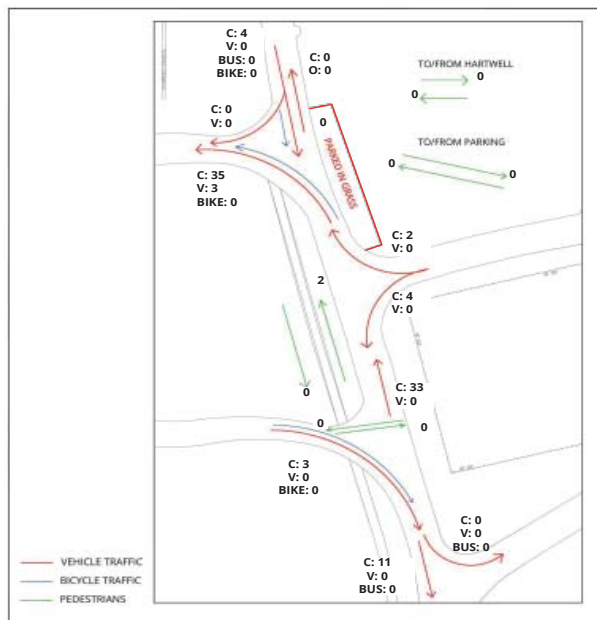 C: 4
V: 0
BUS: 0
BIKE: 0
C: 0
O: 0
TO/FROM HARTWELL
0
0
C: 0
V: 0
0
PARKED IN GRASS
TO/FROM PARKING
0
0
C: 35
V: 3
BIKE: 0
C: 2
V: 0
2
C: 4
V: 0
0
C: 33
V: 0
0
0
C: 3
V: 0
BIKE: 0
C: 0
V: 0
BUS: 0
C: 11
V: 0
BUS: 0
VEHICLE TRAFFIC
BICYCLE TRAFFIC
PEDESTRIANS